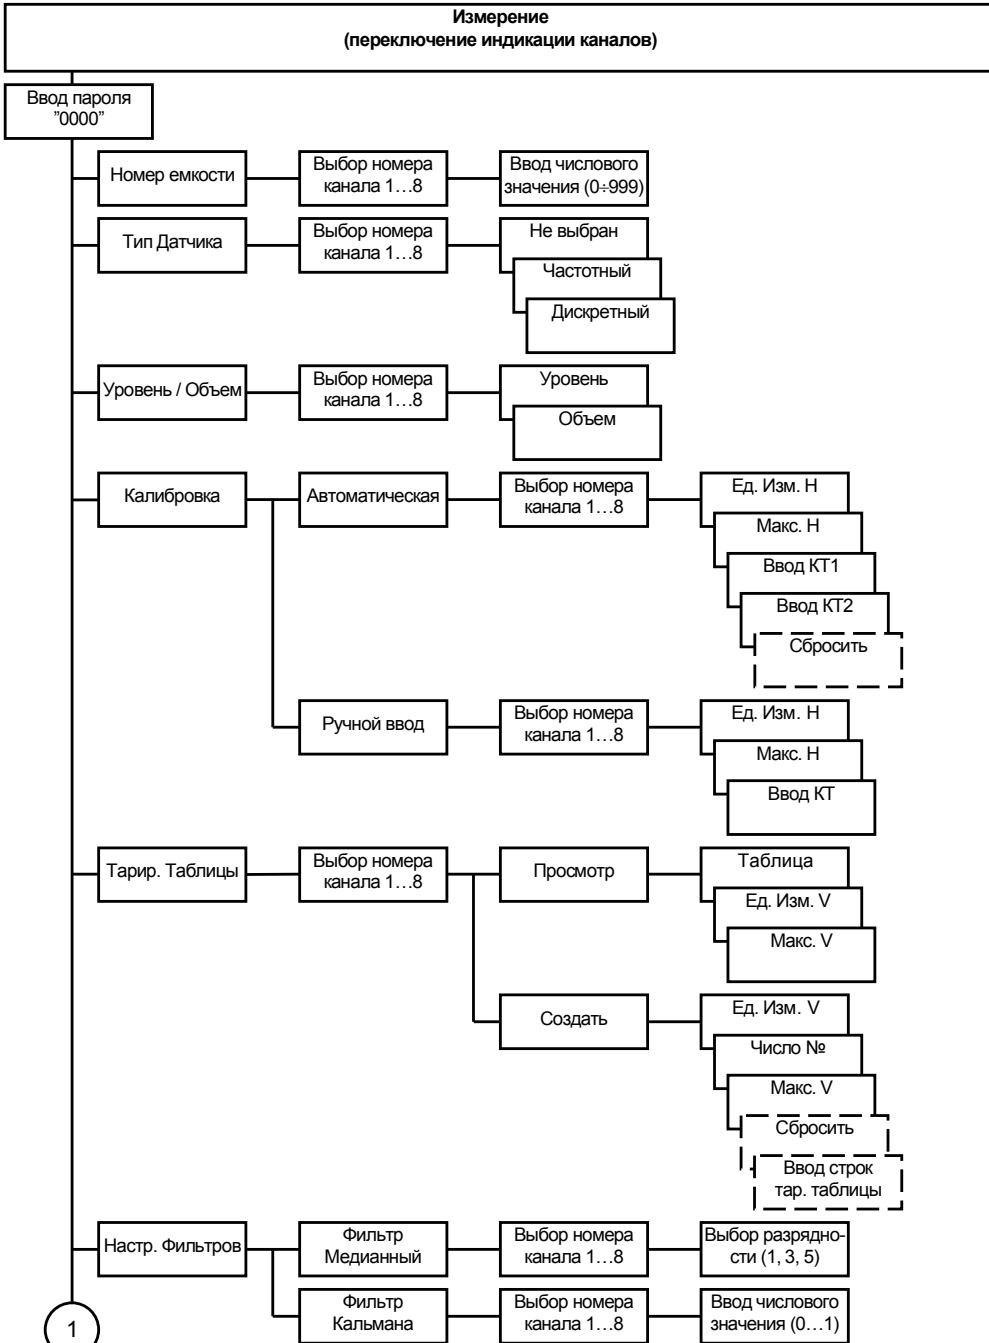 Измерение
(переключение индикации каналов)
Ввод пароля
"0000"
Номер емкости
Выбор номера
канала 1…8
Ввод числового
значения (0÷999)
Тип Датчика
Выбор номера
канала 1…8
Не выбран
Частотный
Дискретный
Уровень / Объем
Выбор номера
канала 1…8
Уровень
Объем
Калибровка
Автоматическая
Выбор номера
канала 1…8
Ед. Изм. Н
Макс. Н
Ввод КТ1
Ввод КТ2
Сбросить
Ручной ввод
Выбор номера
канала 1…8
Ед. Изм. Н
Макс. Н
Ввод КТ
Тарир. Таблицы
Выбор номера
канала 1…8
Просмотр
Таблица
Ед. Изм. V
Макс. V
Создать
Ед. Изм. V
Число №
Макс. V
Сбросить
Ввод строк
тар. таблицы
Настр. Фильтров
Фильтр
Медианный
Выбор номера
канала 1…8
Выбор разрядно-
сти (1, 3, 5)
Фильтр
Кальмана
Выбор номера
канала 1…8
Ввод числового
значения (0…1)
1